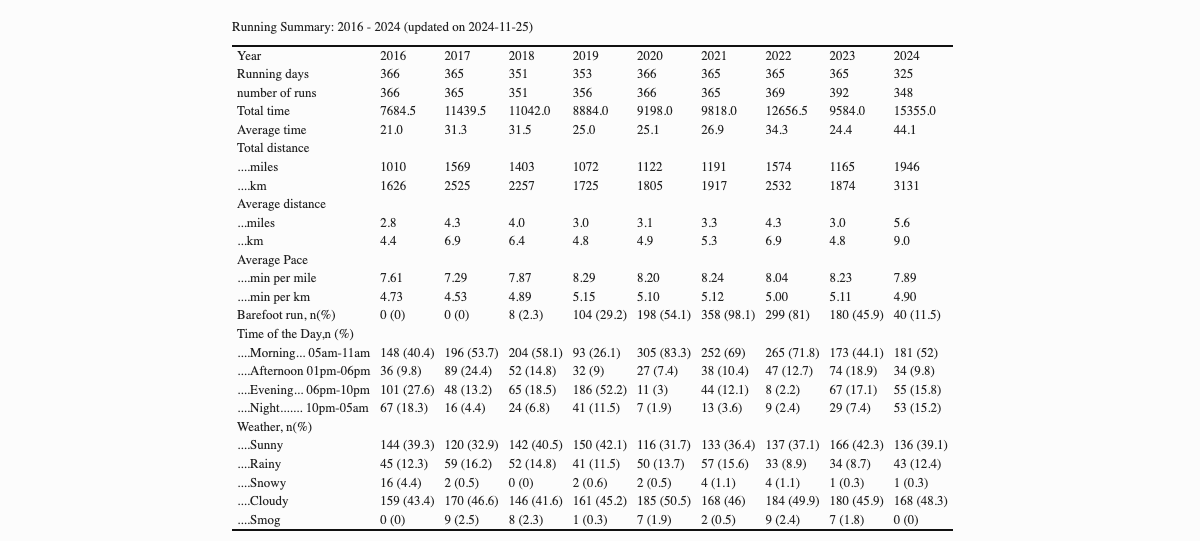 Running Summary: 2016 - 2024 (updated on 2024-11-25)
Year 2016 2017 2018 2019 2020 2021 2022 2023 2024
Running days 366 365 351 353 366 365 365 365 325
number of runs 366 365 351 356 366 365 369 392 348
Total time 7684.5 11439.5 11042.0 8884.0 9198.0 9818.0 12656.5 9584.0 15355.0
Average time 21.0 31.3 31.5 25.0 25.1 26.9 34.3 24.4 44.1
Total distance
....miles 1010 1569 1403 1072 1122 1191 1574 1165 1946
....km 1626 2525 2257 1725 1805 1917 2532 1874 3131
Average distance
...miles 2.8 4.3 4.0 3.0 3.1 3.3 4.3 3.0 5.6
...km 4.4 6.9 6.4 4.8 4.9 5.3 6.9 4.8 9.0
Average Pace
....min per mile 7.61 7.29 7.87 8.29 8.20 8.24 8.04 8.23 7.89
....min per km 4.73 4.53 4.89 5.15 5.10 5.12 5.00 5.11 4.90
Barefoot run, n(%) 0 (0) 0 (0) 8 (2.3) 104 (29.2) 198 (54.1) 358 (98.1) 299 (81) 180 (45.9) 40 (11.5)
Time of the Day,n (%)
....Morning... 05am-11am 148 (40.4) 196 (53.7) 204 (58.1) 93 (26.1) 305 (83.3) 252 (69) 265 (71.8) 173 (44.1) 181 (52)
....Afternoon 01pm-06pm 36 (9.8) 89 (24.4) 52 (14.8) 32 (9) 27 (7.4) 38 (10.4) 47 (12.7) 74 (18.9) 34 (9.8)
....Evening... 06pm-10pm 101 (27.6) 48 (13.2) 65 (18.5) 186 (52.2) 11 (3) 44 (12.1) 8 (2.2) 67 (17.1) 55 (15.8)
....Night....... 10pm-05am 67 (18.3) 16 (4.4) 24 (6.8) 41 (11.5) 7 (1.9) 13 (3.6) 9 (2.4) 29 (7.4) 53 (15.2)
Weather, n(%)
....Sunny 144 (39.3) 120 (32.9) 142 (40.5) 150 (42.1) 116 (31.7) 133 (36.4) 137 (37.1) 166 (42.3) 136 (39.1)
....Rainy 45 (12.3) 59 (16.2) 52 (14.8) 41 (11.5) 50 (13.7) 57 (15.6) 33 (8.9) 34 (8.7) 43 (12.4)
....Snowy 16 (4.4) 2 (0.5) 0 (0) 2 (0.6) 2 (0.5) 4 (1.1) 4 (1.1) 1 (0.3) 1 (0.3)
....Cloudy 159 (43.4) 170 (46.6) 146 (41.6) 161 (45.2) 185 (50.5) 168 (46) 184 (49.9) 180 (45.9) 168 (48.3)
....Smog 0 (0) 9 (2.5) 8 (2.3) 1 (0.3) 7 (1.9) 2 (0.5) 9 (2.4) 7 (1.8) 0 (0)